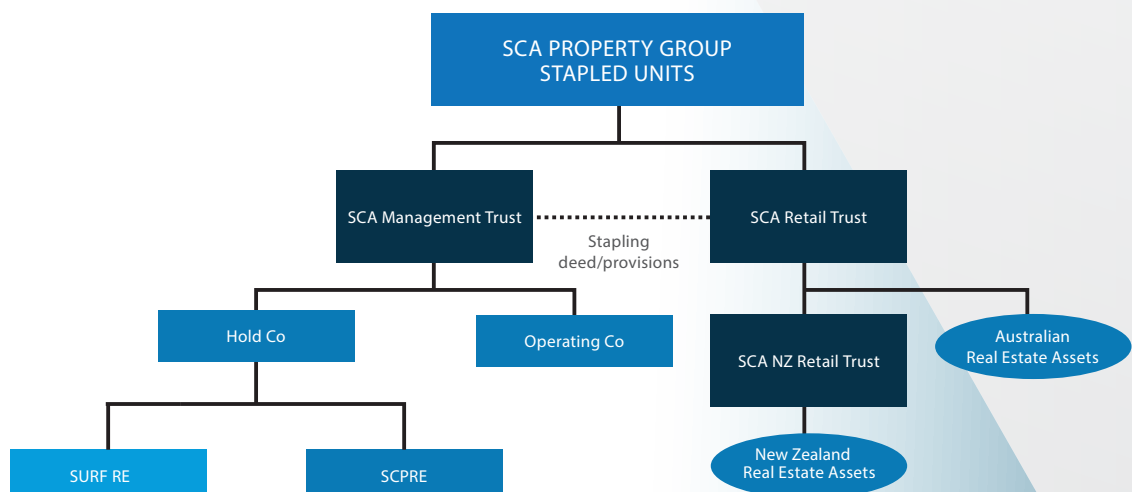 SCA PROPERTY GROUP
STAPLED UNITS
SCA Management Trust
SCA Retail Trust
Stapling
deed/provisions
Hold Co
Operating Co
SCA NZ Retail Trust
Australian
Real Estate Assets
SURF RE
SCPRE
New Zealand
Real Estate Assets